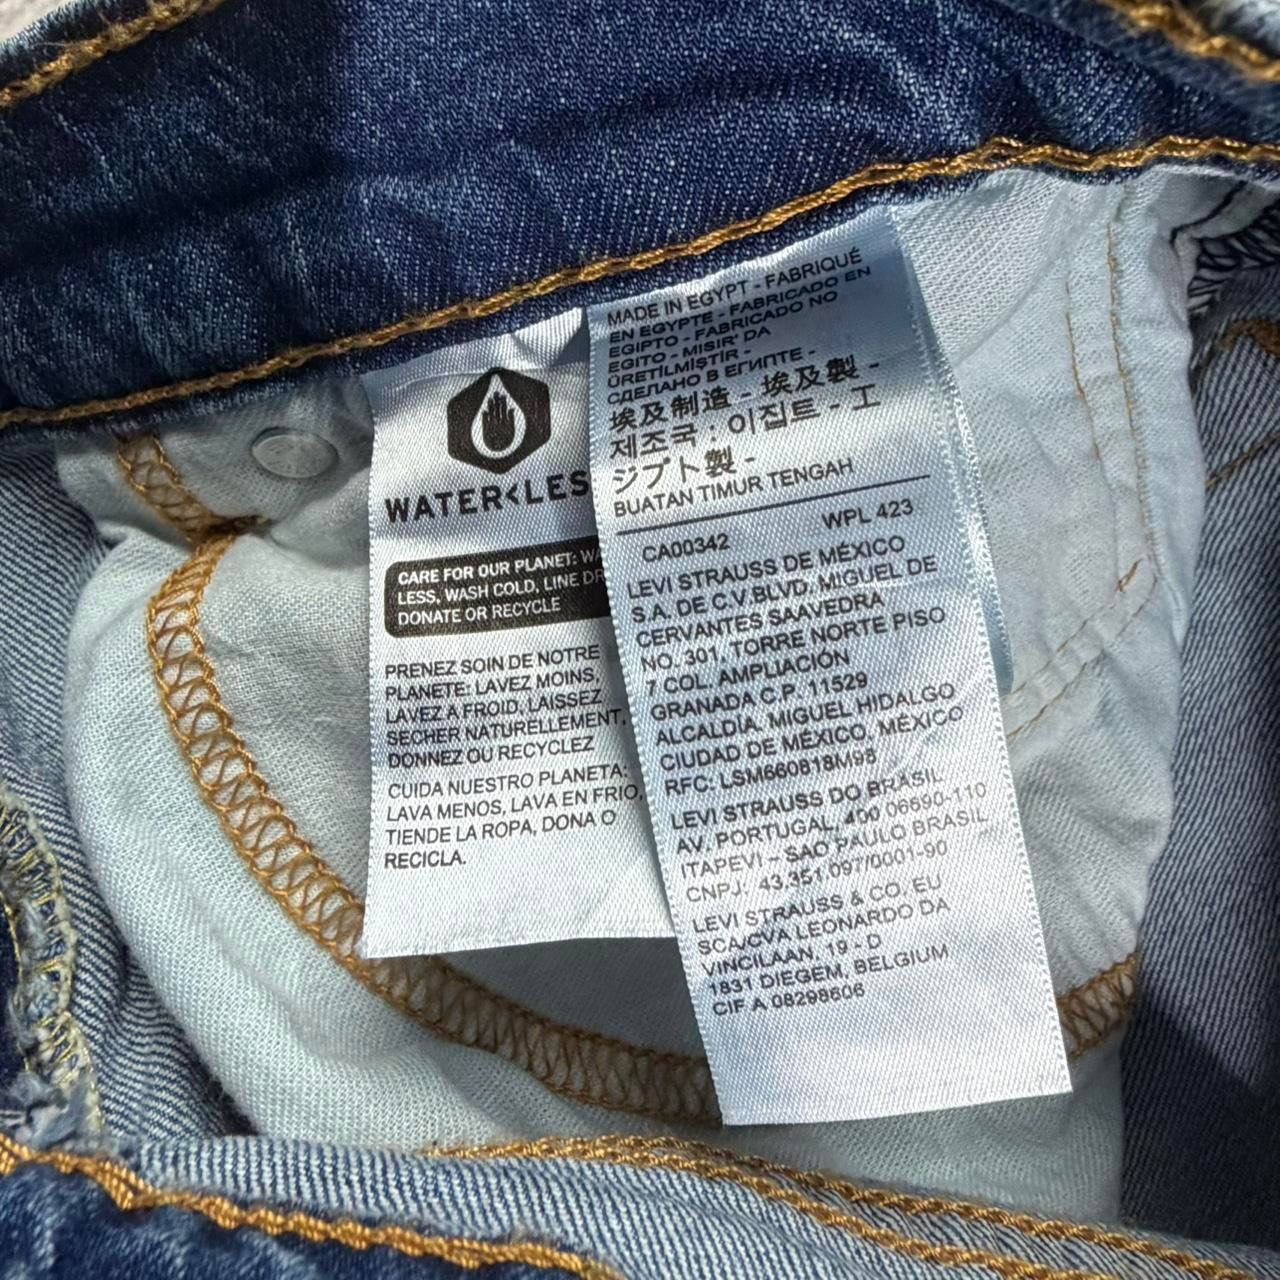 WATER<LES
CARE FOR OUR PLANET: WA
LESS, WASH COLD, LINE DR
DONATE OR RECYCLE
PRENEZ SOIN DE NOTRE
PLANETE: LAVEZ MOINS,
LAVEZ A FROID, LAISSEZ
SECHER NATURELLEMENT,
DONNEZ OU RECYCLEZ
CUIDA NUESTRO PLANETA:
LAVA MENOS, LAVA EN FRIO,
TIENDE LA ROPA, DONA O
RECICLA.
MADE IN EGYPT - FABRIQUÉ
EN EGYPTE - FABRICADO EN
EGIPTO - FABRICADO NO
EGITO - MISIR' DA
ÜRETİLMİŞTİR -
СДЕЛАНО В ЕГИПТЕ -
埃及制造 - 埃及製 -
제조국 : 이집트 - エ
ジプト製 -
BUATAN TIMUR TENGAH
CA00342 WPL 423
LEVI STRAUSS DE MÉXICO
S.A. DE C.V.BLVD. MIGUEL DE
CERVANTES SAAVEDRA
NO. 301, TORRE NORTE PISO
7 COL. AMPLIACIÓN
GRANADA C.P. 11529
ALCALDÍA. MIGUEL HIDALGO
CIUDAD DE MÉXICO, MÉXICO
RFC: LSM660818M98
LEVI STRAUSS DO BRASIL
AV. PORTUGAL, 400 06690-110
ITAPEVI – SAO PAULO BRASIL
CNPJ: 43.351.097/0001-90
LEVI STRAUSS & CO. EU
SCA/CVA LEONARDO DA
VINCILAAN, 19 - D
1831 DIEGEM, BELGIUM
CIF A 08298606